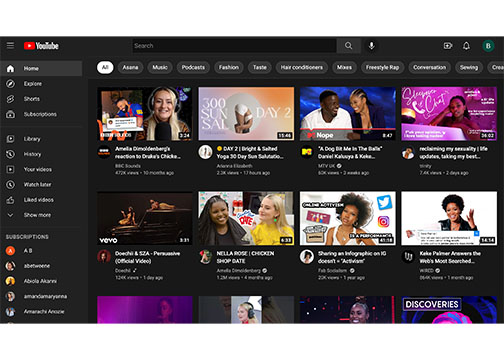 YouTube
Search
B
Home
Explore
Shorts
Subscriptions
Library
History
Your videos
Watch later
Liked videos
Show more
SUBSCRIPTIONS
A B
abetweene
Abiola Akanni
amandamaryanna
Amarachi Anozie
All
Asana
Music
Podcasts
Fashion
Taste
Hair conditioners
Mixes
Freestyle Rap
Conversation
Sewing
Crea
3:24
Amelia Dimoldenberg's
reaction to Drake's Chicke...
BBC Sounds
472K views • 10 months ago
300
SUN
SA
DAY 2
15:46
DAY 2 | Bright & Salted
Yoga 30 Day Sun Salutatio...
Arianna Elizabeth
2.3K views • 17 hours ago
Nope
8:47
"A Dog Bit Me In The Balls"
Daniel Kaluuya & Keke...
MTV UK
60K views • 3 weeks ago
Chat
36:02
reclaiming my sexuality | life
updates, taking my best...
7.4K views • 2 days ago
vevo
3:31
Doechii & SZA - Persuasive
(Official Video)
Doechii
124K views • 1 day ago
6:33
NELLA ROSE | CHICKEN
SHOP DATE
Amelia Dimoldenberg
1.2M views • 4 months ago
ONLINE ACTIVISM
IS A PERFORMANCE
41:18
Sharing an Infographic on IG
doesn't = "Activism"
Fab Socialism
23K views • 1 year ago
14:14
Keke Palmer Answers the
Web's Most Searched...
WIRED
864K views • 1 month ago
DISCOVERIES